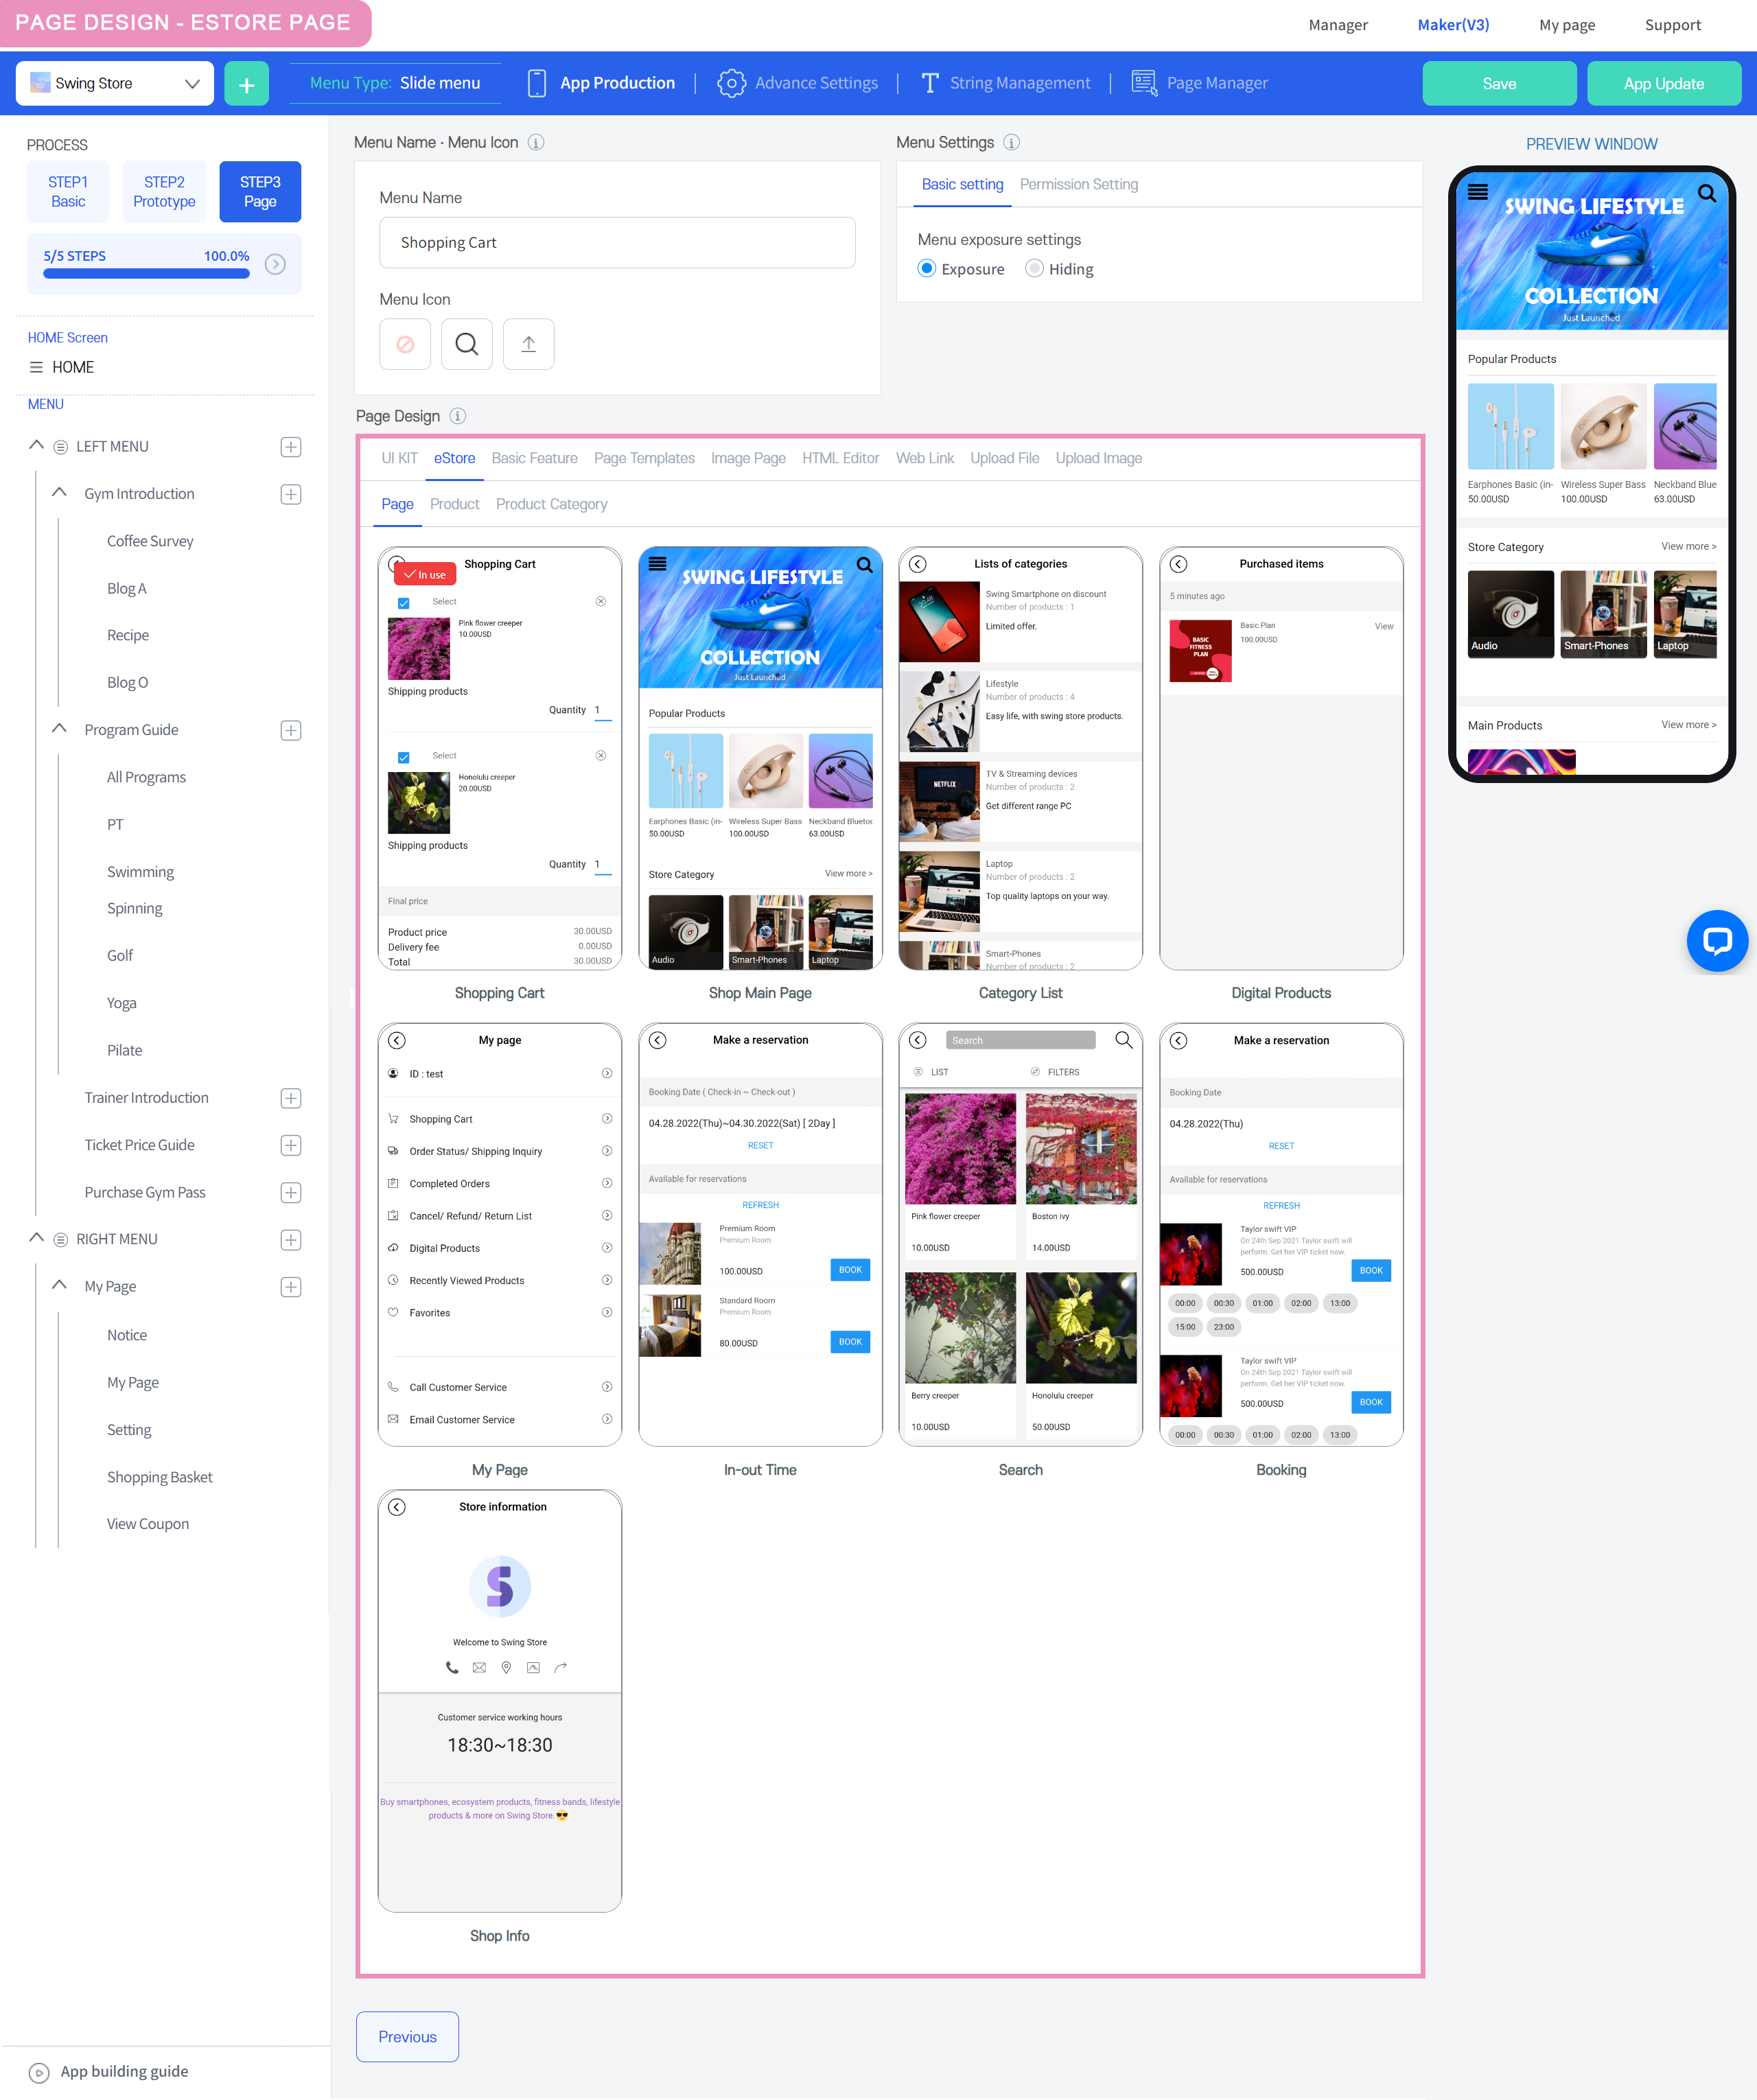 PAGE DESIGN - ESTORE PAGE
Manager
Maker(V3)
My page
Support
Swing Store
+
Menu Type: Slide menu
App Production
Advance Settings
String Management
Page Manager
Save
App Update
PROCESS
STEP1
Basic
STEP2
Prototype
STEP3
Page
5/5 STEPS
100.0%
HOME Screen
HOME
MENU
LEFT MENU
Gym Introduction
Coffee Survey
Blog A
Recipe
Blog O
Program Guide
All Programs
PT
Swimming
Spinning
Golf
Yoga
Pilate
Trainer Introduction
Ticket Price Guide
Purchase Gym Pass
RIGHT MENU
My Page
Notice
My Page
Setting
Shopping Basket
View Coupon
App building guide
Menu Name · Menu Icon
Menu Name
Shopping Cart
Menu Icon
Menu Settings
Basic setting
Permission Setting
Menu exposure settings
Exposure
Hiding
Page Design
UI KIT
eStore
Basic Feature
Page Templates
Image Page
HTML Editor
Web Link
Upload File
Upload Image
Page
Product
Product Category
Shopping Cart
In use
Select
Pink flower creeper
10.00USD
Shipping products
Quantity 1
Select
Honolulu creeper
20.00USD
Shipping products
Quantity 1
Final price
Product price 30.00USD
Delivery fee 0.00USD
Total 30.00USD
Shopping Cart
SWING LIFESTYLE
COLLECTION
Just Launched
Popular Products
Earphones Basic (in-
50.00USD
Wireless Super Bass
100.00USD
Neckband Bluetoc
63.00USD
Store Category
View more >
Audio
Smart-Phones
Laptop
Shop Main Page
Lists of categories
Swing Smartphone on discount
Number of products : 1
Limited offer.
Lifestyle
Number of products : 4
Easy life, with swing store products.
NETFLIX
TV & Streaming devices
Number of products : 2
Get different range PC
Laptop
Number of products : 2
Top quality laptops on your way.
Smart-Phones
Number of products : 2
Category List
Purchased items
5 minutes ago
BASIC
FITNESS
PLAN
Basic Plan
100.00USD
View
Digital Products
My page
ID : test
Shopping Cart
Order Status/ Shipping Inquiry
Completed Orders
Cancel/ Refund/ Return List
Digital Products
Recently Viewed Products
Favorites
Call Customer Service
Email Customer Service
My Page
Make a reservation
Booking Date ( Check-in ~ Check-out )
04.28.2022(Thu)~04.30.2022(Sat) [ 2Day ]
RESET
Available for reservations
REFRESH
Premium Room
Premium Room
100.00USD
BOOK
Standard Room
Premium Room
80.00USD
BOOK
In-out Time
Search
LIST
FILTERS
Pink flower creeper
10.00USD
Boston ivy
14.00USD
Berry creeper
10.00USD
Honolulu creeper
50.00USD
Search
Make a reservation
Booking Date
04.28.2022(Thu)
RESET
Available for reservations
REFRESH
Taylor swift VIP
On 24th Sep 2021 Taylor swift will
perform. Get her VIP ticket now.
500.00USD
BOOK
00:00 00:30 01:00 02:00 13:00
15:00 23:00
Taylor swift VIP
On 24th Sep 2021 Taylor swift will
perform. Get her VIP ticket now.
500.00USD
BOOK
00:00 00:30 01:00 02:00 13:00
Booking
Store information
S
Welcome to Swing Store
Customer service working hours
18:30~18:30
Buy smartphones, ecosystem products, fitness bands, lifestyle
products & more on Swing Store.😎
Shop Info
Previous
PREVIEW WINDOW
SWING LIFESTYLE
COLLECTION
Just Launched
Popular Products
Earphones Basic (in-
50.00USD
Wireless Super Bass
100.00USD
Neckband Blue
63.00USD
Store Category
View more >
Audio
Smart-Phones
Laptop
Main Products
View more >